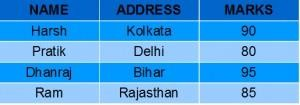 NAME ADDRESS MARKS
Harsh Kolkata 90
Pratik Delhi 80
Dhanraj Bihar 95
Ram Rajasthan 85